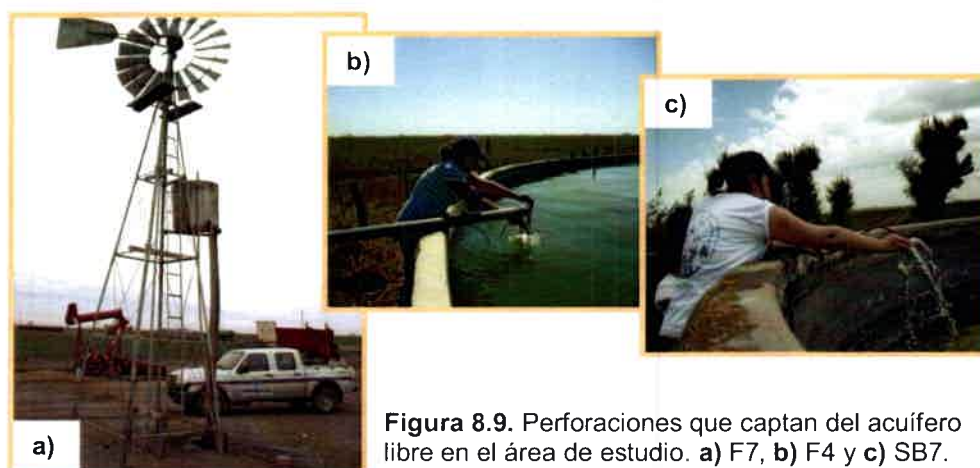 b)
c)
a)
Figura 8.9. Perforaciones que captan del acuífero
libre en el área de estudio. a) F7, b) F4 y c) SB7.